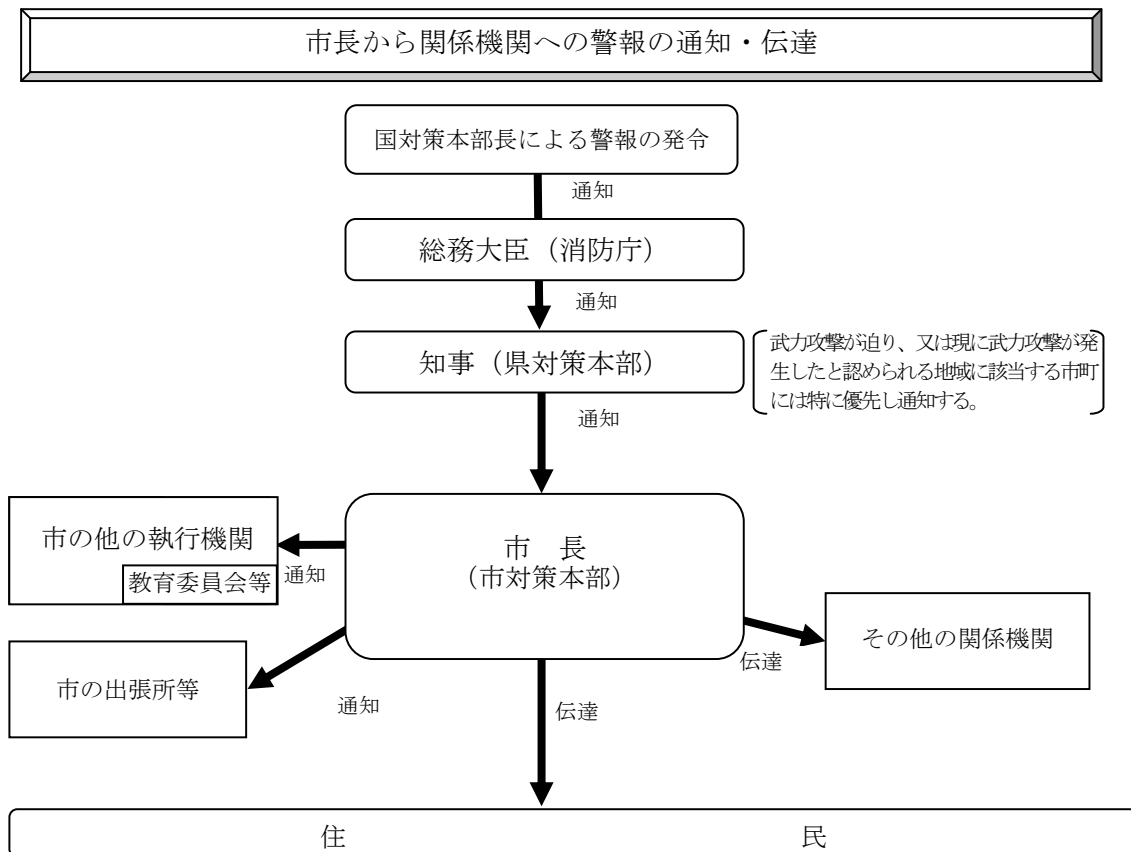 市長から関係機関への警報の通知・伝達
国対策本部長による警報の発令
通知
総務大臣（消防庁）
通知
知事（県対策本部）
武力攻撃が迫り、又は現に武力攻撃が発
生したと認められる地域に該当する市町
には特に優先し通知する。
通知
市の他の執行機関
教育委員会等
通知
市　長
（市対策本部）
その他の関係機関
伝達
市の出張所等
通知
伝達
住　民